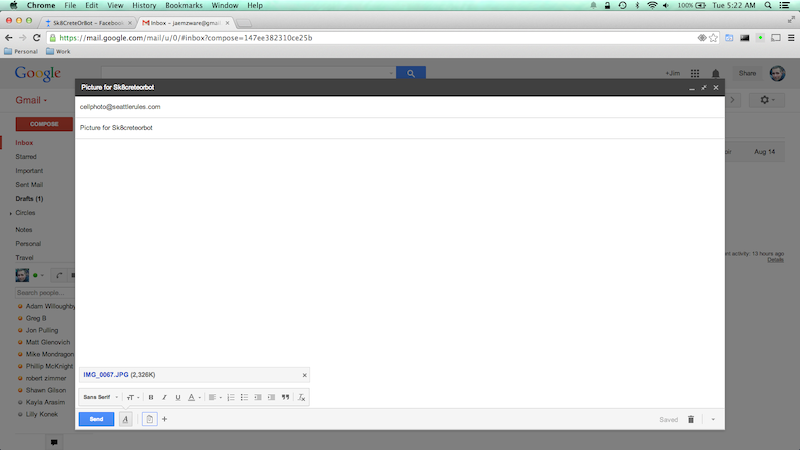 Chrome File Edit View History Bookmarks Window Help 100% Tue 5:22 AM
Sk8CreteOrBot – Facebook
Inbox – jaemzware@gmail
https://mail.google.com/mail/u/0/#inbox?compose=147ee382310ce25b
Personal Work
Google +Jim Share
Picture for Sk8creteorbot
Gmail
cellphoto@seattlerules.com
COMPOSE
Picture for Sk8creteorbot
Inbox
Starred
Aug 14
Important
Sent Mail
Drafts (1)
Circles
Notes
Personal
Travel
nt activity: 13 hours ago
Details
Search people...
Adam Willoughby
Greg B
Jon Pulling
Matt Glenovich
Mike Mondragon
Phillip McKnight
robert zimmer
Shawn Gilson
Kayla Arasim
Lilly Konek
IMG_0067.JPG (2,326K)
Sans Serif
Send
Saved